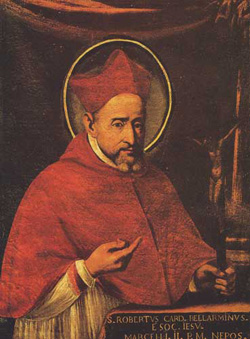 S. ROBERTVS CARD. BELLARMINVS.
E SOC. IESV.
MARCELLI. II. P. M. NEPOS.